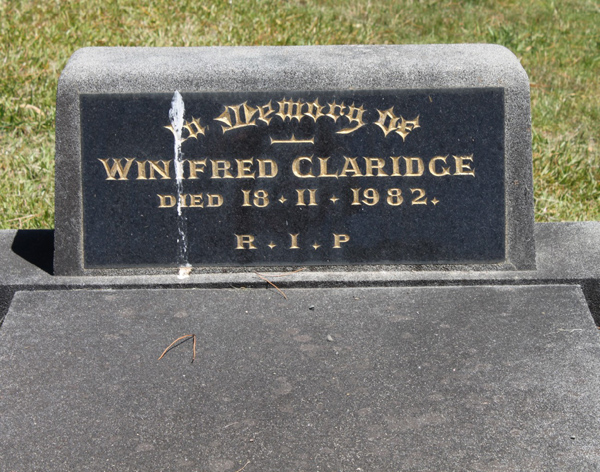 In Memory Of
WINIFRED CLARIDGE
DIED 18·11·1982.
R.I.P